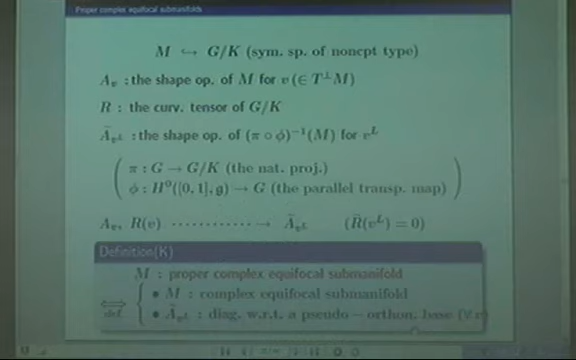 Proper complex equifocal submanifolds
M ↪ G/K (sym. sp. of noncpt type)
A_v : the shape op. of M for v (∈ T^⊥M)
R : the curv. tensor of G/K
Ã_{v^L} : the shape op. of (π ∘ φ)^{-1}(M) for v^L
π : G → G/K (the nat. proj.)
φ : H^0([0, 1], 𝔤) → G (the parallel transp. map)
A_v, R(v) ············→ Ã_{v^L} (R̃(v^L) = 0)
Definition(K)
M : proper complex equifocal submanifold
⟺ def. { • M : complex equifocal submanifold
• Ã_{v^L} : diag. w.r.t. a pseudo − orthon. base (∀ v)